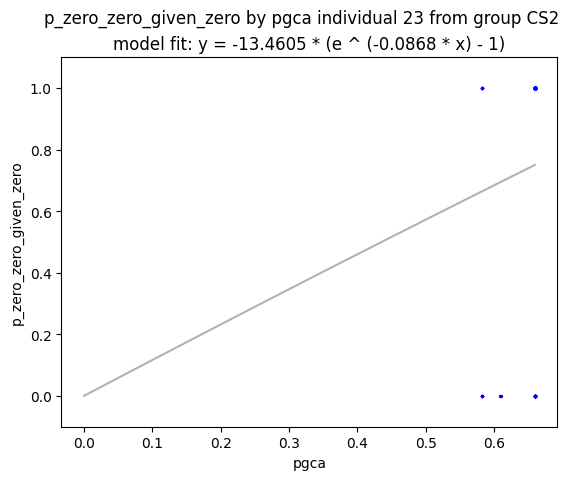 p_zero_zero_given_zero by pgca individual 23 from group CS2
model fit: y = -13.4605 * (e ^ (-0.0868 * x) - 1)
p_zero_zero_given_zero
1.0
0.8
0.6
0.4
0.2
0.0
0.0 0.1 0.2 0.3 0.4 0.5 0.6
pgca